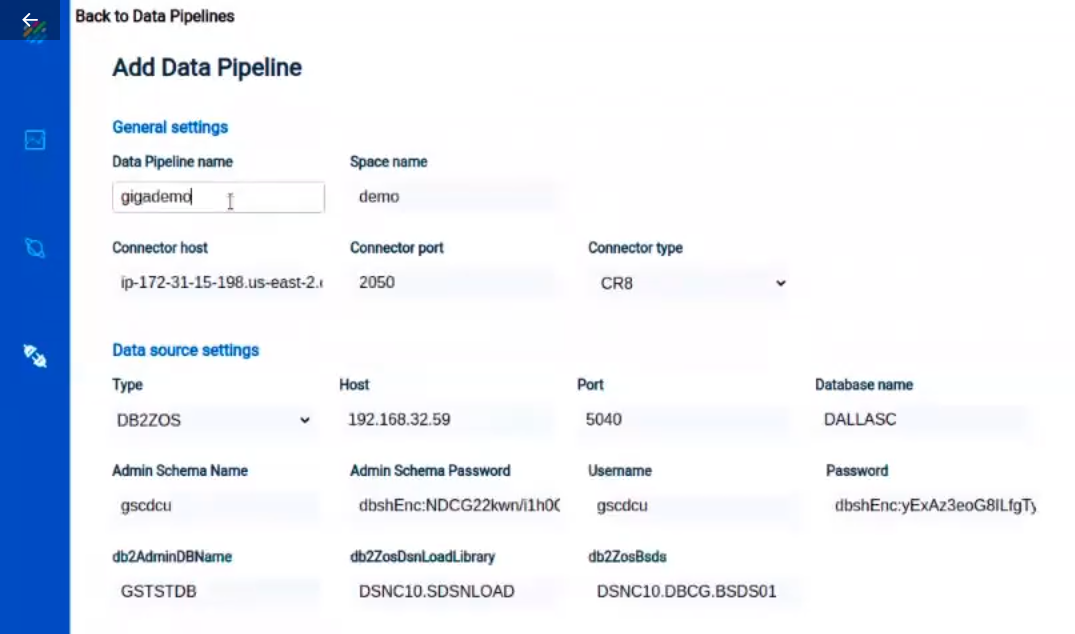 Back to Data Pipelines
Add Data Pipeline
General settings
Data Pipeline name Space name
gigademo demo
Connector host Connector port Connector type
ip-172-31-15-198.us-east-2. 2050 CR8
Data source settings
Type Host Port Database name
DB2ZOS 192.168.32.59 5040 DALLASC
Admin Schema Name Admin Schema Password Username Password
gscdcu dbshEnc:NDCG22kwn/i1h0 gscdcu dbshEnc:yExAz3eoG8ILfgTy
db2AdminDBName db2ZosDsnLoadLibrary db2ZosBsds
GSTSTDB DSNC10.SDSNLOAD DSNC10.DBCG.BSDS01